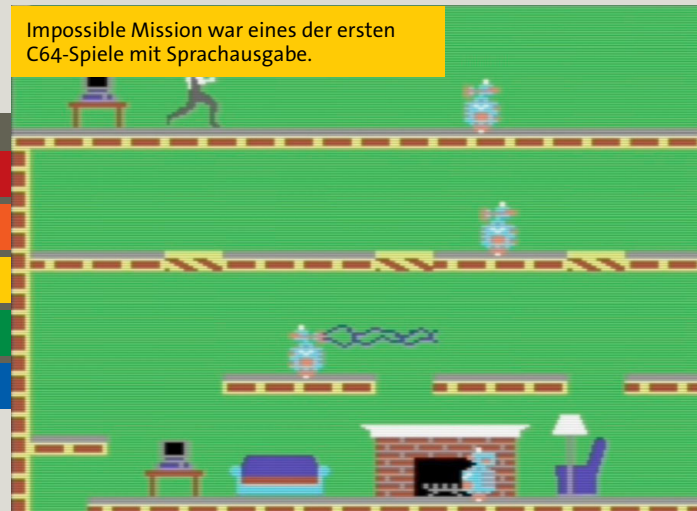 Impossible Mission war eines der ersten
C64-Spiele mit Sprachausgabe.